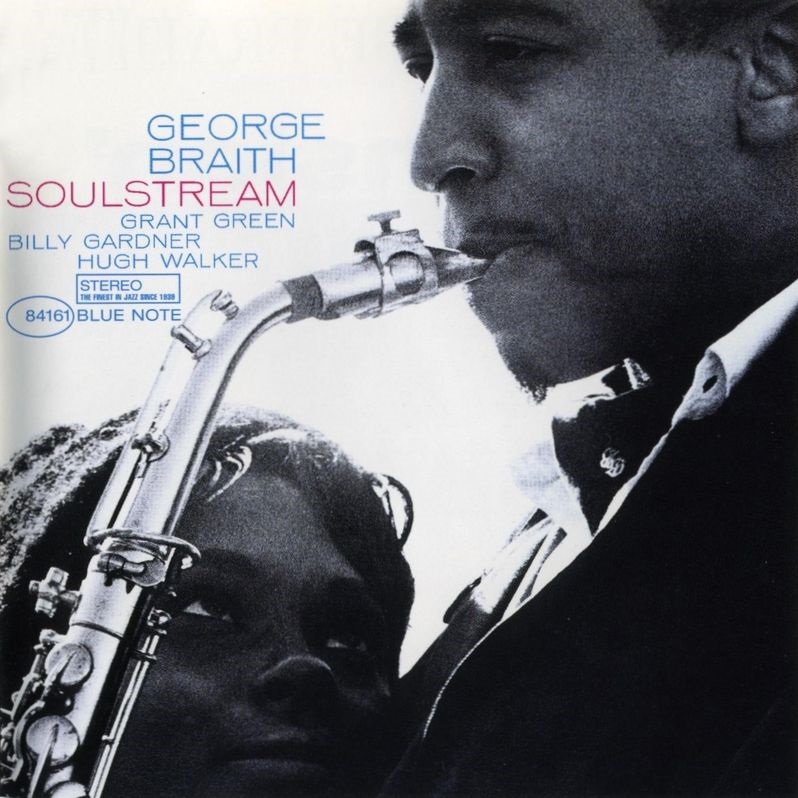 GEORGE
BRAITH
SOULSTREAM
GRANT GREEN
BILLY GARDNER
HUGH WALKER
STEREO
THE FINEST IN JAZZ SINCE 1939
84161 BLUE NOTE